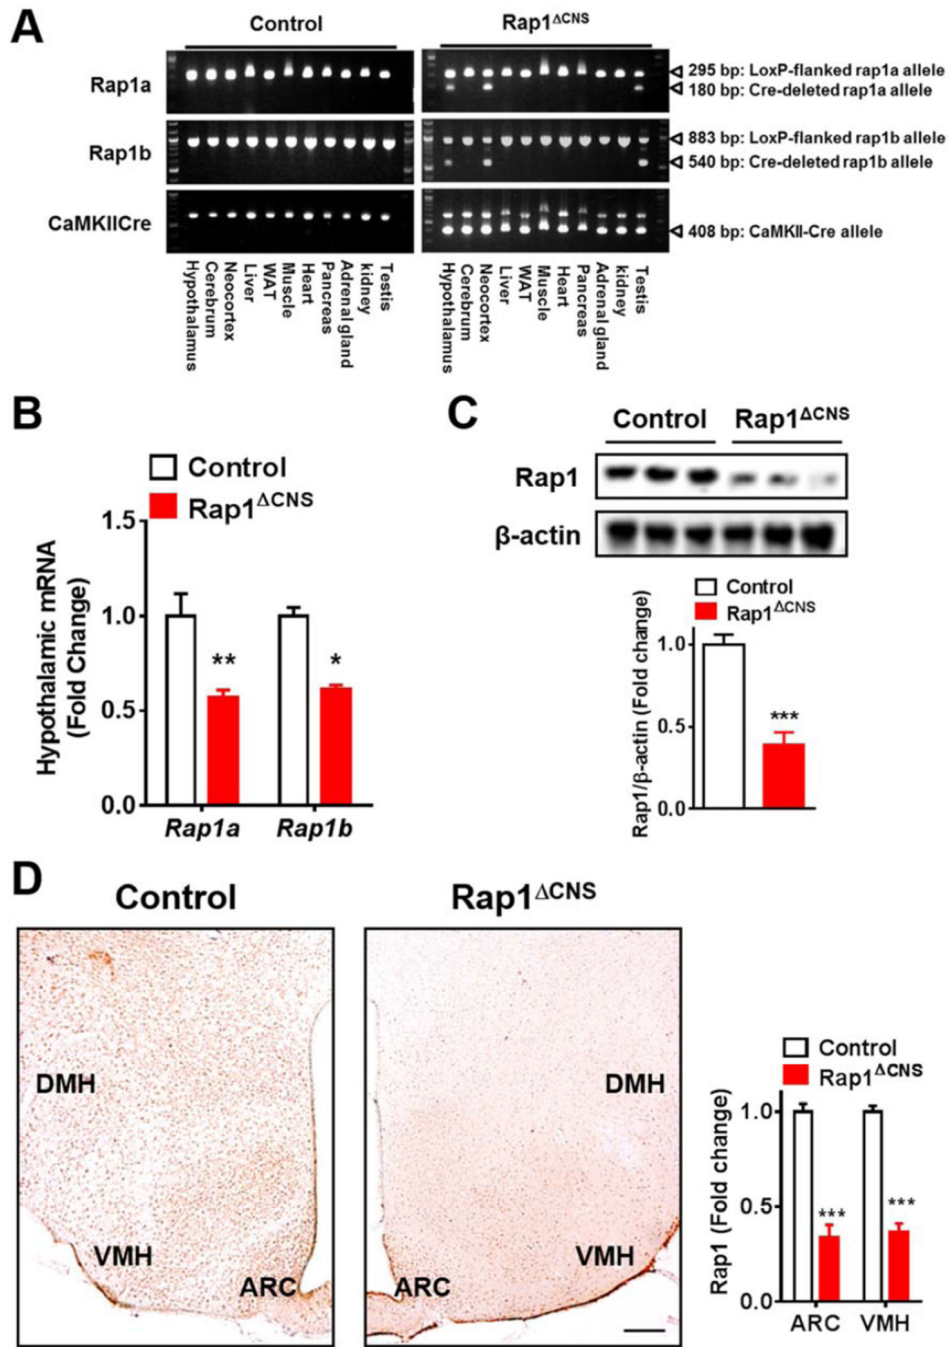 A
Control
Rap1ΔCNS
Rap1a
295 bp: LoxP-flanked rap1a allele
180 bp: Cre-deleted rap1a allele
Rap1b
883 bp: LoxP-flanked rap1b allele
540 bp: Cre-deleted rap1b allele
CaMKIICre
408 bp: CaMKII-Cre allele
Hypothalamus
Cerebrum
Neocortex
Liver
WAT
Muscle
Heart
Pancreas
Adrenal gland
kidney
Testis
Hypothalamus
Cerebrum
Neocortex
Liver
WAT
Muscle
Heart
Pancreas
Adrenal gland
kidney
Testis
B
Control
Rap1ΔCNS
Hypothalamic mRNA
(Fold Change)
1.5
1.0
0.5
0.0
**
*
Rap1a
Rap1b
C
Control
Rap1ΔCNS
Rap1
β-actin
Control
Rap1ΔCNS
Rap1/β-actin (Fold change)
1.0
0.5
0.0
***
D
Control
Rap1ΔCNS
DMH
VMH
ARC
DMH
VMH
ARC
Control
Rap1ΔCNS
Rap1 (Fold change)
1.0
0.5
0.0
***
***
ARC
VMH